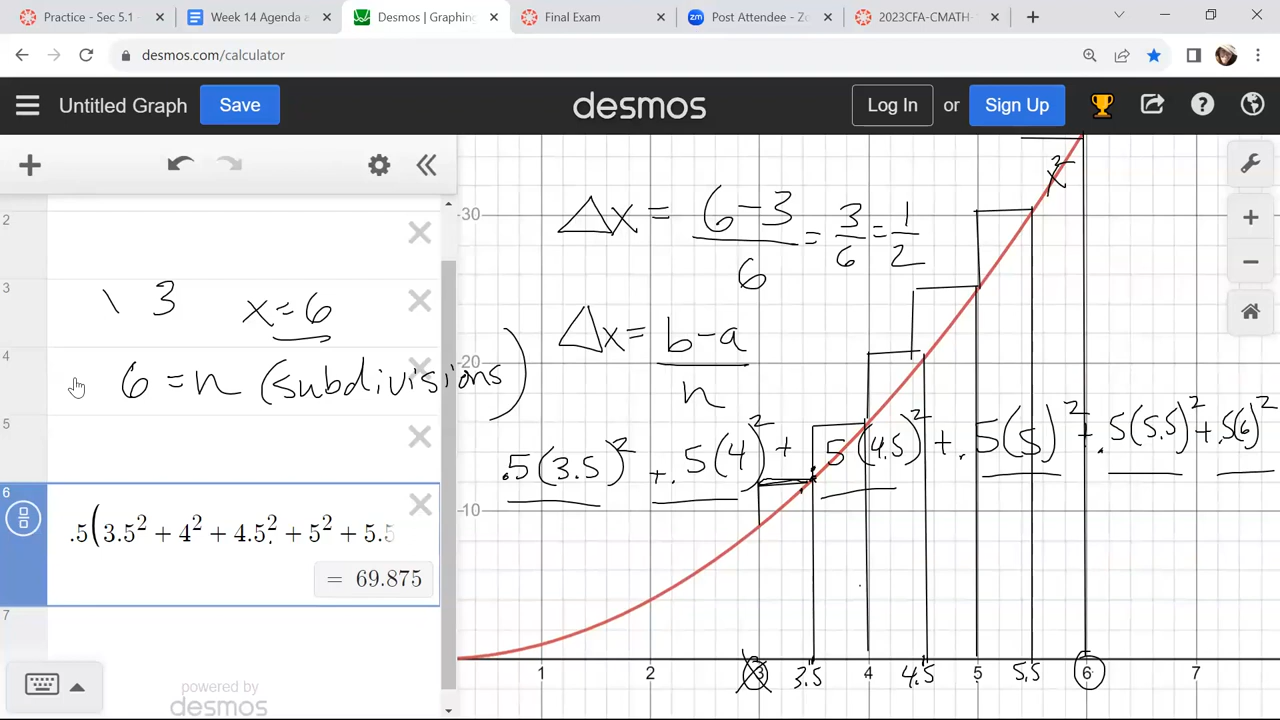 Practice - Sec 5.1 -
Week 14 Agenda a
Desmos | Graphing
Final Exam
Post Attendee - Zo
2023CFA-CMATH-
desmos.com/calculator
Untitled Graph
Save
desmos
Log In
or
Sign Up
2
3
4
5
6
7
3 x = 6
6 = n (subdivisions)
.5(3.5² + 4² + 4.5² + 5² + 5.5
= 69.875
powered by
desmos
Δx = 6-3/6 = 3/6 = 1/2
Δx = b-a/n
x²
.5(3.5)² + .5(4)² + .5(4.5)² + .5(5)² + .5(5.5)² + .5(6)²
30
20
10
1 2 3 3.5 4 4.5 5 5.5 6 7